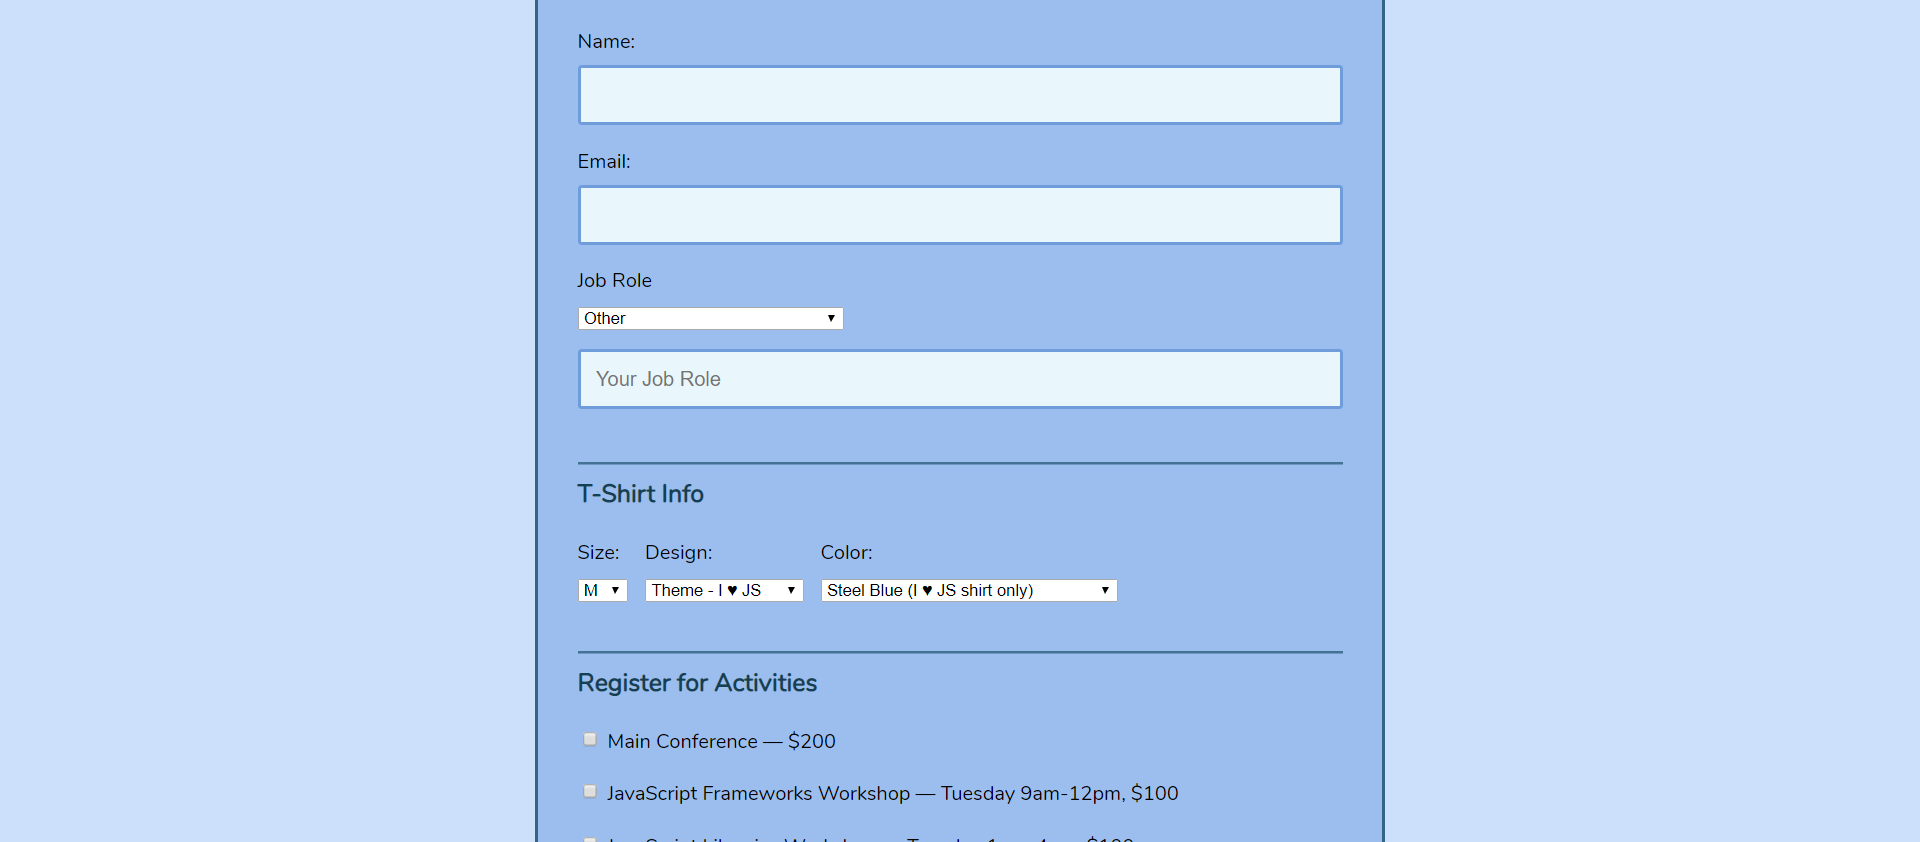 Name:
Email:
Job Role
Other
Your Job Role
T-Shirt Info
Size: Design: Color:
M Theme - I ♥ JS Steel Blue (I ♥ JS shirt only)
Register for Activities
Main Conference — $200
JavaScript Frameworks Workshop — Tuesday 9am-12pm, $100